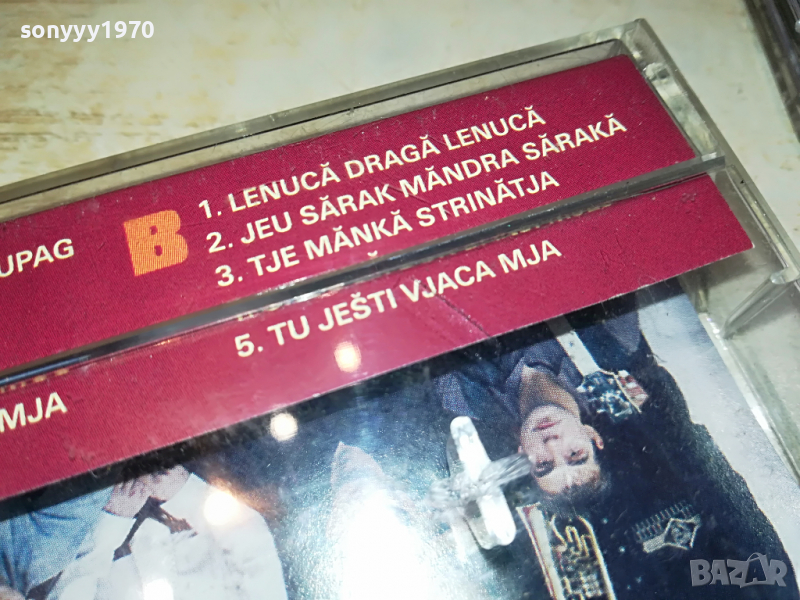 sonyyy1970
UPAG
B
1. LENUCĂ DRAGĂ LENUCĂ
2. JEU SĂRAK MĂNDRA SĂRAKĂ
3. TJE MĂNKĂ STRINĂTJA
5. TU JEŠTI VJACA MJA
MJA
BAZAR